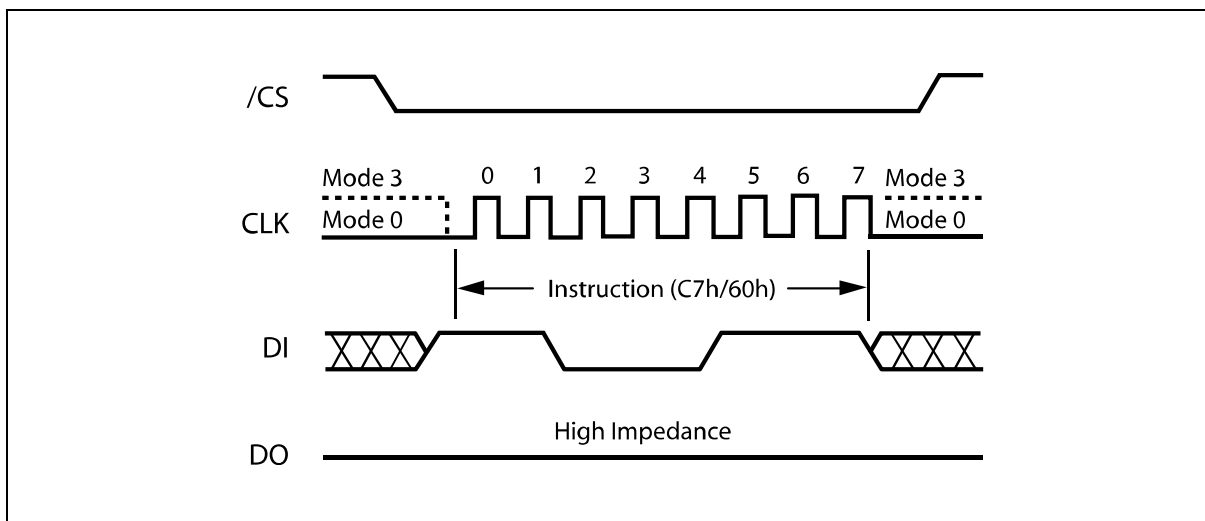 /CS
Mode 3 0 1 2 3 4 5 6 7 Mode 3
CLK Mode 0 Mode 0
Instruction (C7h/60h)
DI
High Impedance
DO